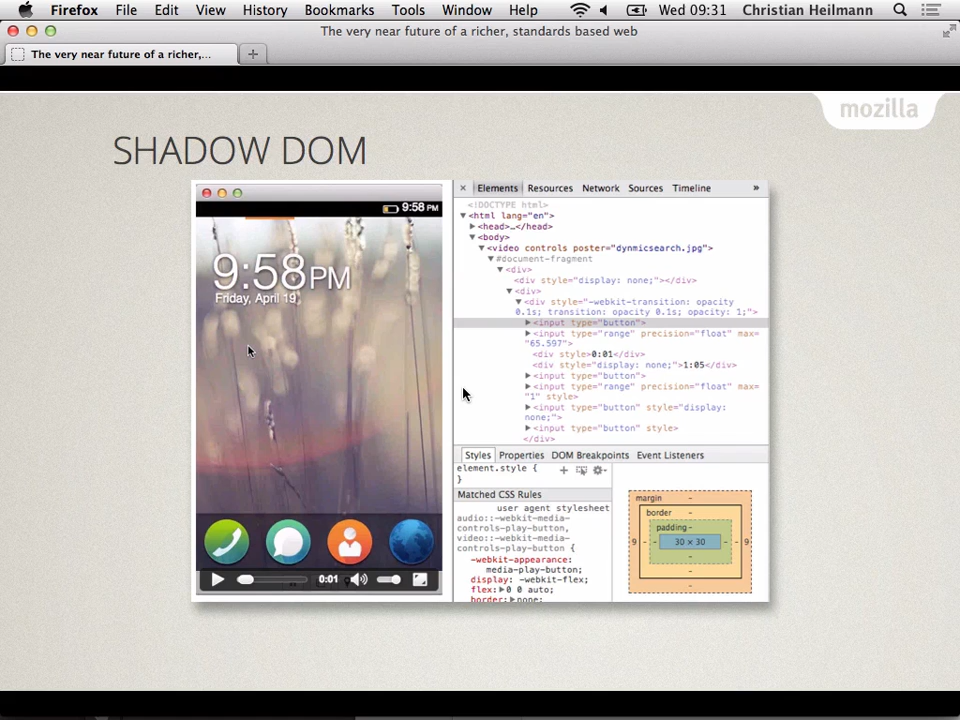 Firefox File Edit View History Bookmarks Tools Window Help Wed 09:31 Christian Heilmann
The very near future of a richer, standards based web
The very near future of a richer,...
mozilla
SHADOW DOM
9:58 PM
9:58PM
Friday, April 19
0:01
× Elements Resources Network Sources Timeline »
<!DOCTYPE html>
<html lang="en">
<head>…</head>
<body>
<video controls poster="dynmicsearch.jpg">
#document-fragment
<div>
<div style="display: none;"></div>
<div>
<div style="-webkit-transition: opacity
0.1s; transition: opacity 0.1s; opacity: 1;">
<input type="button">
<input type="range" precision="float" max=
"65.597">
<div style>0:01</div>
<div style="display: none;">1:05</div>
<input type="button">
<input type="range" precision="float" max=
"1" style>
<input type="button" style="display:
none;">
<input type="button" style>
</div>
Styles Properties DOM Breakpoints Event Listeners
element.style {
}
Matched CSS Rules
user agent stylesheet
audio::-webkit-media-
controls-play-button,
video::-webkit-media-
controls-play-button {
-webkit-appearance:
media-play-button;
display: -webkit-flex;
flex: 0 0 auto;
border: none;
margin -
border -
padding -
9 - - 30 × 30 - - 9
-
-
-